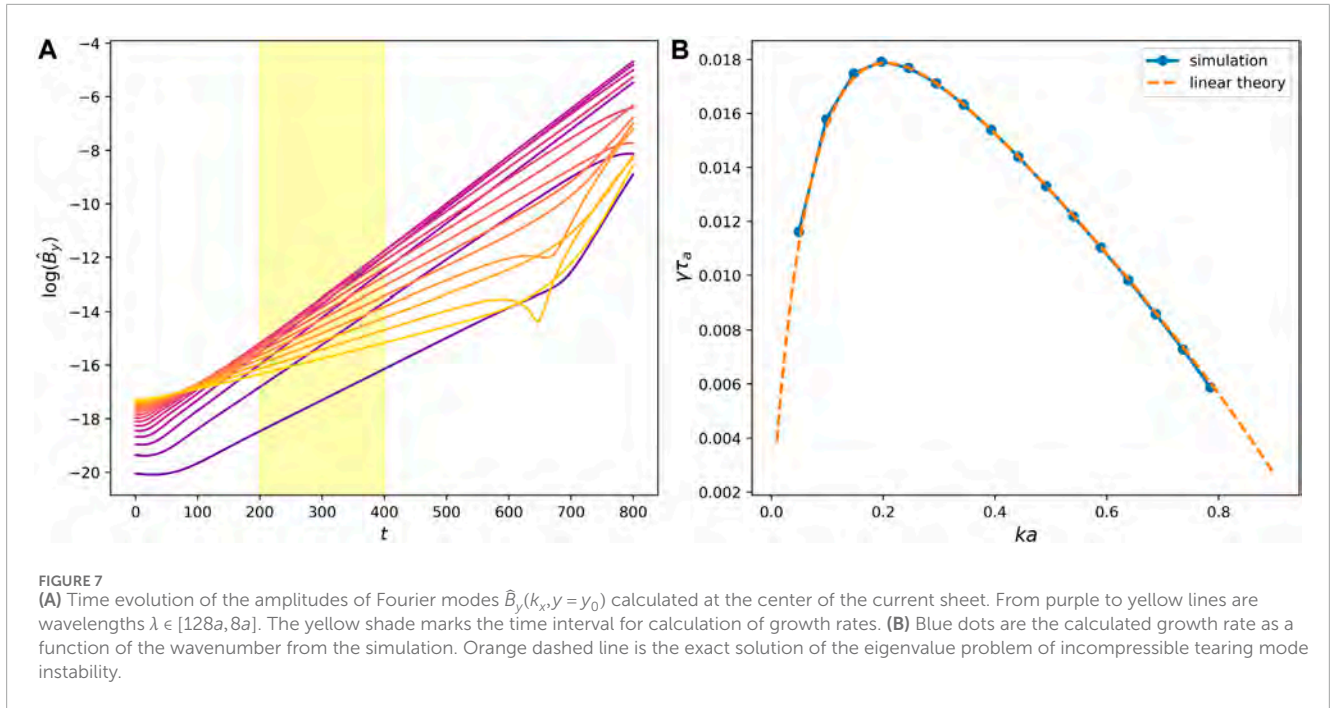 A
−4
−6
−8
−10
−12
−14
−16
−18
−20
log(B̂y)
0 100 200 300 400 500 600 700 800
t
B
0.018
0.016
0.014
0.012
0.010
0.008
0.006
0.004
0.002
γτa
simulation
linear theory
0.0 0.2 0.4 0.6 0.8
ka
FIGURE 7
(A) Time evolution of the amplitudes of Fourier modes B̂y(kx, y = y0) calculated at the center of the current sheet. From purple to yellow lines are
wavelengths λ ϵ [128a, 8a]. The yellow shade marks the time interval for calculation of growth rates. (B) Blue dots are the calculated growth rate as a
function of the wavenumber from the simulation. Orange dashed line is the exact solution of the eigenvalue problem of incompressible tearing mode
instability.